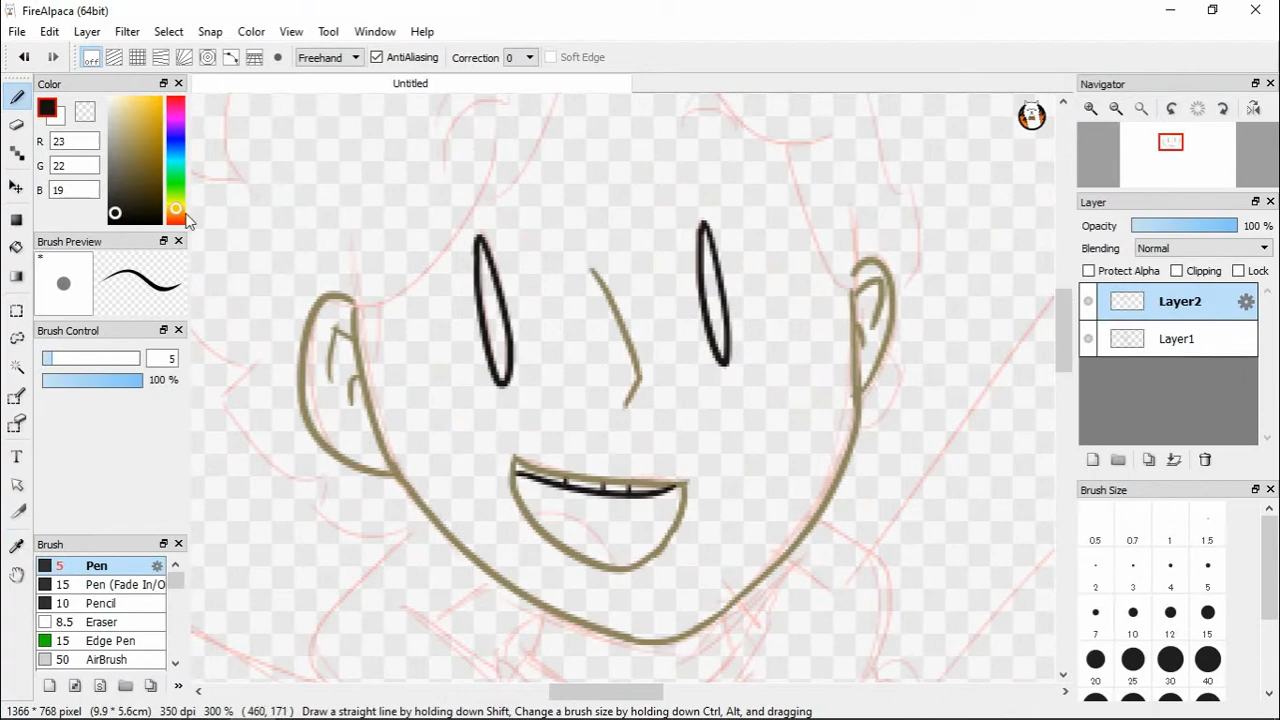 FireAlpaca (64bit)
File Edit Layer Filter Select Snap Color View Tool Window Help
off Freehand AntiAliasing Correction 0 Soft Edge
Color
R 23
G 22
B 19
Brush Preview
*
Brush Control
5
100 %
Brush
5 Pen
15 Pen (Fade In/O
10 Pencil
8.5 Eraser
15 Edge Pen
50 AirBrush
Untitled
Navigator
Layer
Opacity 100 %
Blending Normal
Protect Alpha Clipping Lock
Layer2
Layer1
Brush Size
0.5 0.7 1 1.5
2 3 4 5
7 10 12 15
20 25 30 40
1366 * 768 pixel (9.9 * 5.6cm) 350 dpi 300 % ( 460, 171 ) Draw a straight line by holding down Shift, Change a brush size by holding down Ctrl, Alt, and dragging